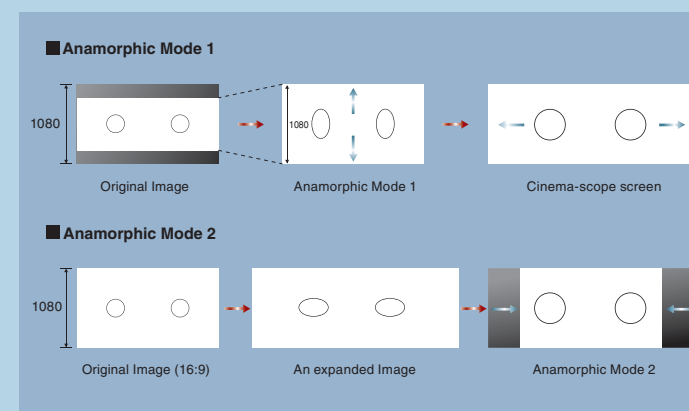 Anamorphic Mode 1
1080
1080
Original Image
Anamorphic Mode 1
Cinema-scope screen
Anamorphic Mode 2
1080
Original Image (16:9)
An expanded Image
Anamorphic Mode 2